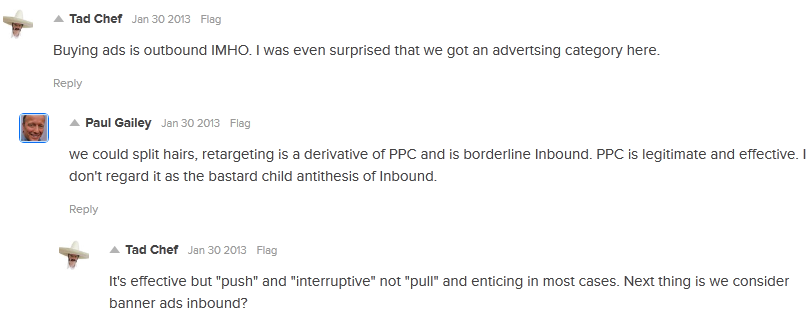 Tad Chef Jan 30 2013 Flag
Buying ads is outbound IMHO. I was even surprised that we got an advertsing category here.
Reply
Paul Gailey Jan 30 2013 Flag
we could split hairs, retargeting is a derivative of PPC and is borderline Inbound. PPC is legitimate and effective. I
don't regard it as the bastard child antithesis of Inbound.
Reply
Tad Chef Jan 30 2013 Flag
It's effective but "push" and "interruptive" not "pull" and enticing in most cases. Next thing is we consider
banner ads inbound?